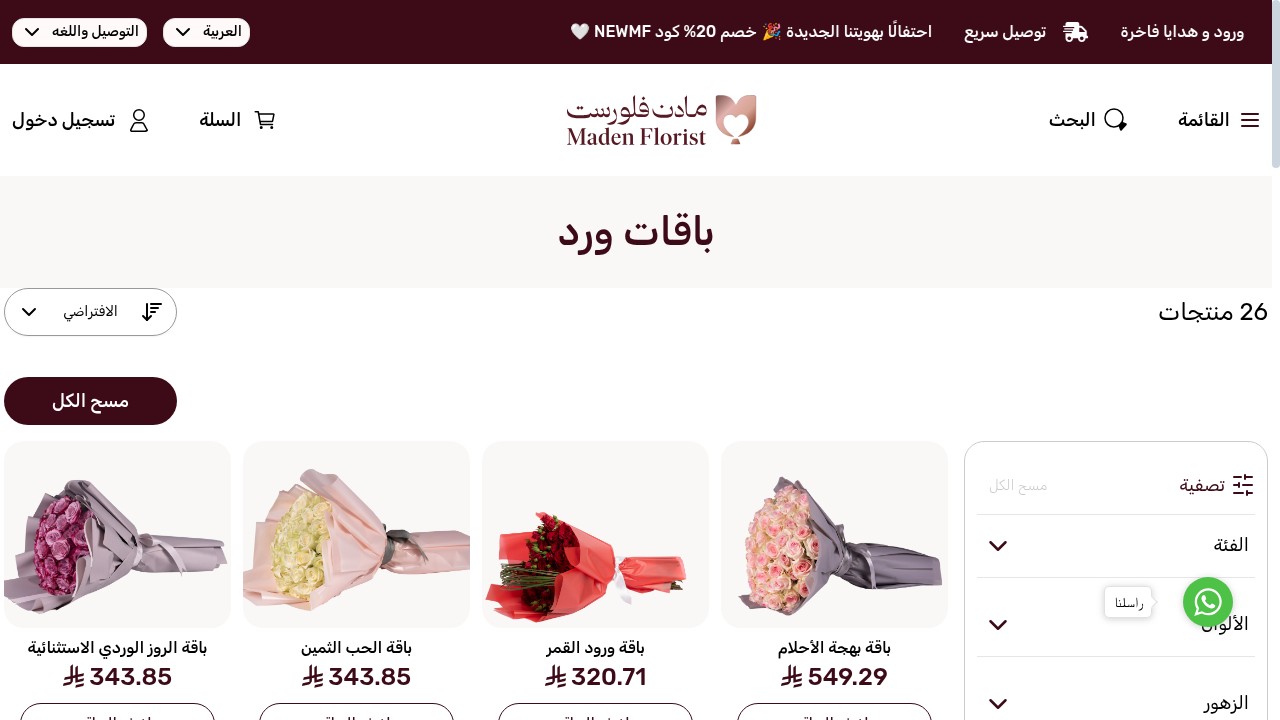 ورود و هدايا فاخرة
توصيل سريع
احتفالًا بهويتنا الجديدة 🎉 خصم 20% كود NEWMF 🤍
العربية
التوصيل واللغه
القائمة
البحث
مادن فلورست
Maden Florist
السلة
تسجيل دخول
باقات ورد
26 منتجات
الافتراضي
مسح الكل
تصفية
مسح الكل
الفئة
الألوان
راسلنا
الزهور
باقة بهجة الأحلام
549.29
باقة ورود القمر
320.71
باقة الحب الثمين
343.85
باقة الروز الوردي الاستثنائية
343.85